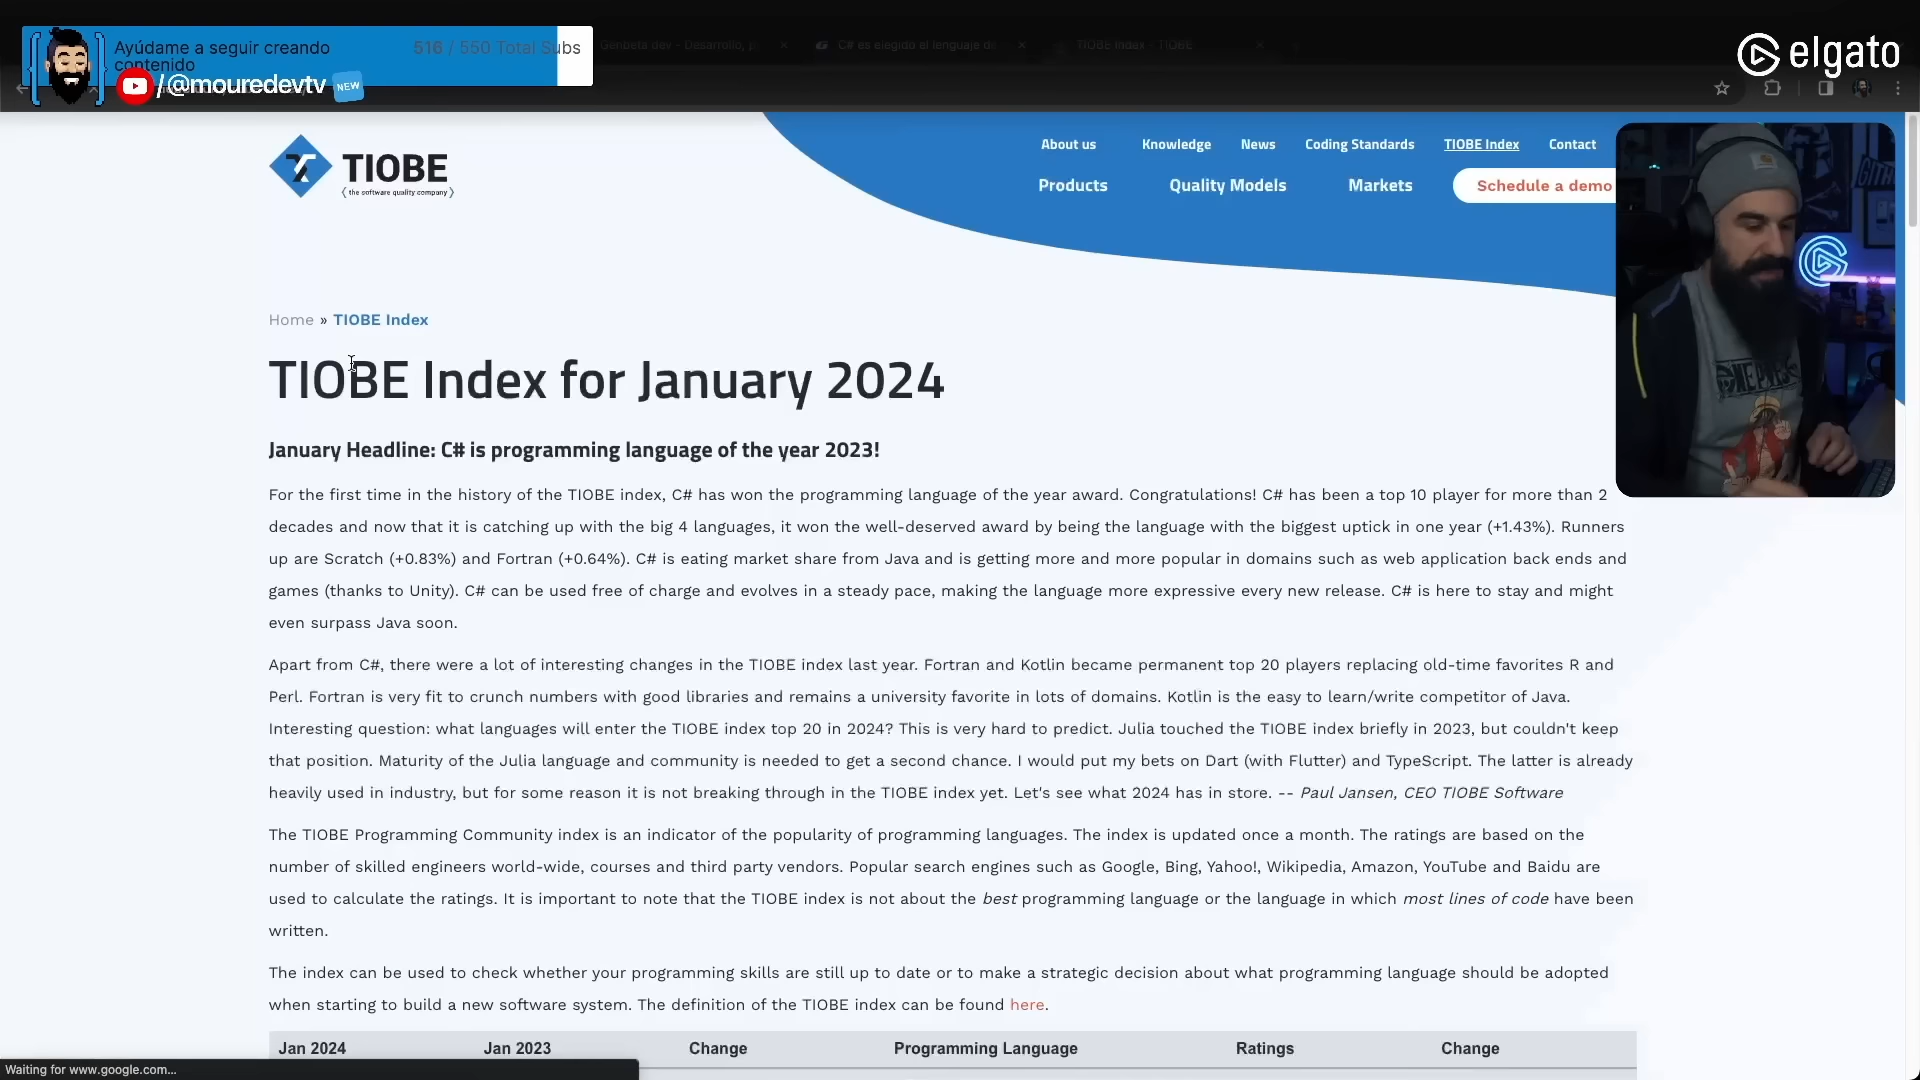 Ayúdame a seguir creando
contenido
516 / 550 Total Subs
/@mouredevtv NEW
Genbeta dev - Desarrollo,
C# es elegido el lenguaje de
TIOBE Index - TIOBE
elgato
TIOBE
(the software quality company)
About us Knowledge News Coding Standards TIOBE Index Contact
Products Quality Models Markets Schedule a demo
Home » TIOBE Index
TIOBE Index for January 2024
January Headline: C# is programming language of the year 2023!
For the first time in the history of the TIOBE index, C# has won the programming language of the year award. Congratulations! C# has been a top 10 player for more than 2
decades and now that it is catching up with the big 4 languages, it won the well-deserved award by being the language with the biggest uptick in one year (+1.43%). Runners
up are Scratch (+0.83%) and Fortran (+0.64%). C# is eating market share from Java and is getting more and more popular in domains such as web application back ends and
games (thanks to Unity). C# can be used free of charge and evolves in a steady pace, making the language more expressive every new release. C# is here to stay and might
even surpass Java soon.
Apart from C#, there were a lot of interesting changes in the TIOBE index last year. Fortran and Kotlin became permanent top 20 players replacing old-time favorites R and
Perl. Fortran is very fit to crunch numbers with good libraries and remains a university favorite in lots of domains. Kotlin is the easy to learn/write competitor of Java.
Interesting question: what languages will enter the TIOBE index top 20 in 2024? This is very hard to predict. Julia touched the TIOBE index briefly in 2023, but couldn't keep
that position. Maturity of the Julia language and community is needed to get a second chance. I would put my bets on Dart (with Flutter) and TypeScript. The latter is already
heavily used in industry, but for some reason it is not breaking through in the TIOBE index yet. Let's see what 2024 has in store. -- Paul Jansen, CEO TIOBE Software
The TIOBE Programming Community index is an indicator of the popularity of programming languages. The index is updated once a month. The ratings are based on the
number of skilled engineers world-wide, courses and third party vendors. Popular search engines such as Google, Bing, Yahoo!, Wikipedia, Amazon, YouTube and Baidu are
used to calculate the ratings. It is important to note that the TIOBE index is not about the best programming language or the language in which most lines of code have been
written.
The index can be used to check whether your programming skills are still up to date or to make a strategic decision about what programming language should be adopted
when starting to build a new software system. The definition of the TIOBE index can be found here.
Jan 2024 Jan 2023 Change Programming Language Ratings Change
Waiting for www.google.com...